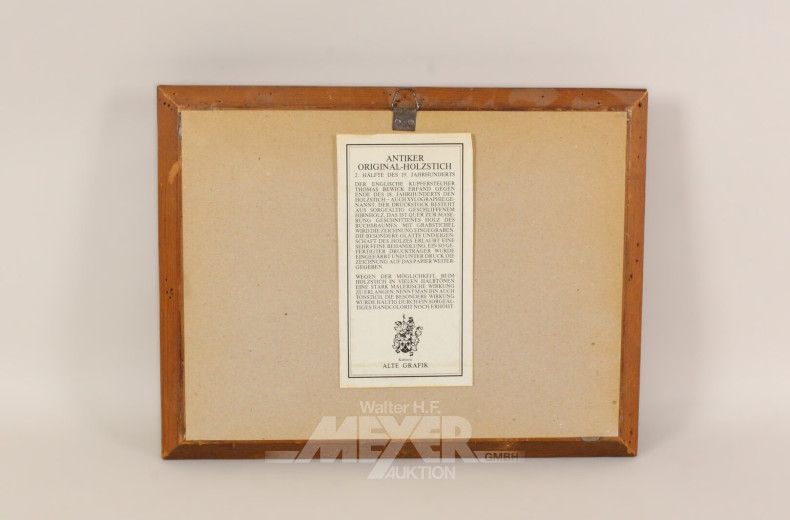 ANTIKER
ORIGINAL-HOLZSTICH
2. HÄLFTE DES 19. JAHRHUNDERTS
DER ENGLISCHE KUPFERSTECHER
THOMAS BEWICK ERFAND GEGEN
ENDE DES 18. JAHRHUNDERTS DEN
HOLZSTICH – AUCH XYLOGRAPHIE GE-
NANNT. DER DRUCKSTOCK BESTEHT
AUS SORGFÄLTIG GESCHLIFFENEM
HIRNHOLZ, DAS IST QUER ZUR MASE-
RUNG GESCHNITTENES HOLZ DES
BUCHSBAUMES. MIT GRABSTICHEL
WIRD DIE ZEICHNUNG EINGEGRABEN.
DIE BESONDERE GLÄTTE UND EIGEN-
SCHAFT DES HOLZES ERLAUBT EINE
SEHR FEINE BEHANDLUNG. EIN SO GE-
FERTIGTER DRUCKTRÄGER WURDE
EINGEFÄRBT UND UNTER DRUCK DIE
ZEICHNUNG AUF DAS PAPIER WEITER-
GEGEBEN.
WEGEN DER MÖGLICHKEIT, BEIM
HOLZSTICH IN VIELEN HALBTÖNEN
EINE STARK MALERISCHE WIRKUNG
ZU ERLANGEN, NENNT MAN IHN AUCH
TONSTICH. DIE BESONDERE WIRKUNG
WURDE HÄUFIG DURCH EIN SORGFÄL-
TIGES HANDCOLORIT NOCH ERHÖHT.
ALTE GRAFIK
Walter H.F.
MEYER
AUKTION GMBH